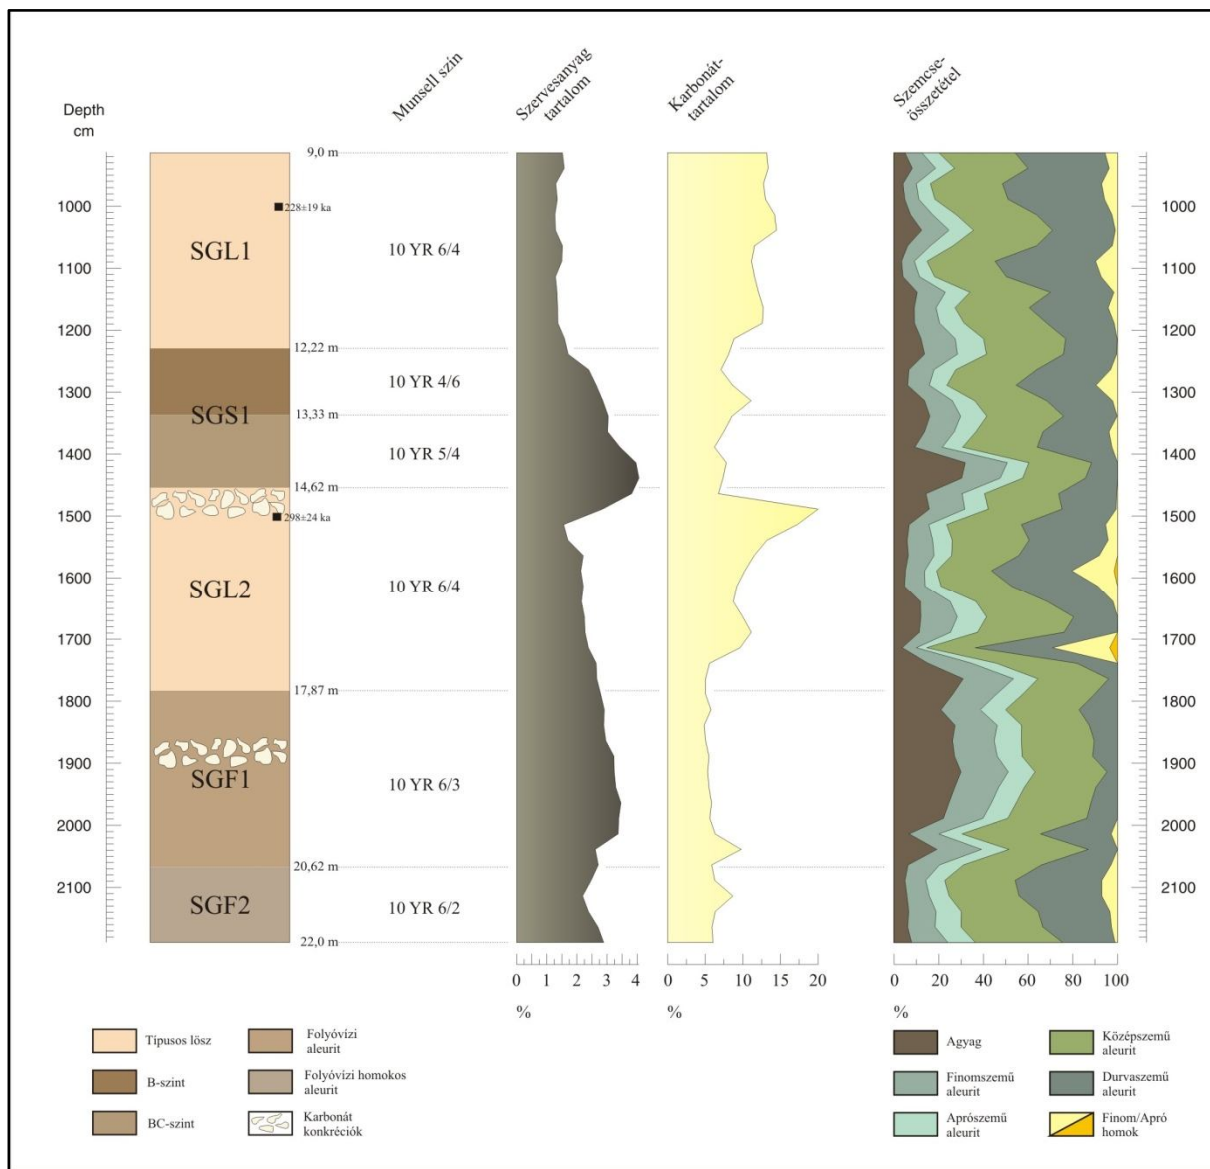 Depth
cm
Munsell szín
Szervesanyag
tartalom
Karbonát-
tartalom
Szemcse-
összetétel
9,0 m
1000
228±19 ka
1000
SGL1
10 YR 6/4
1100
1100
1200
1200
12,22 m
10 YR 4/6
1300
1300
SGS1
13,33 m
1400
10 YR 5/4
1400
14,62 m
1500
298±24 ka
1500
SGL2
10 YR 6/4
1600
1600
1700
1700
17,87 m
1800
1800
SGF1
10 YR 6/3
1900
1900
2000
2000
20,62 m
2100
SGF2
10 YR 6/2
2100
22,0 m
0 1 2 3 4
0 5 10 15 20
0 20 40 60 80 100
%
%
%
Típusos lösz
Folyóvízi
aleurit
B-szint
Folyóvízi homokos
aleurit
BC-szint
Karbonát
konkréciók
Agyag
Középszemű
aleurit
Finomszemű
aleurit
Durvaszemű
aleurit
Aprószemű
aleurit
Finom/Apró
homok